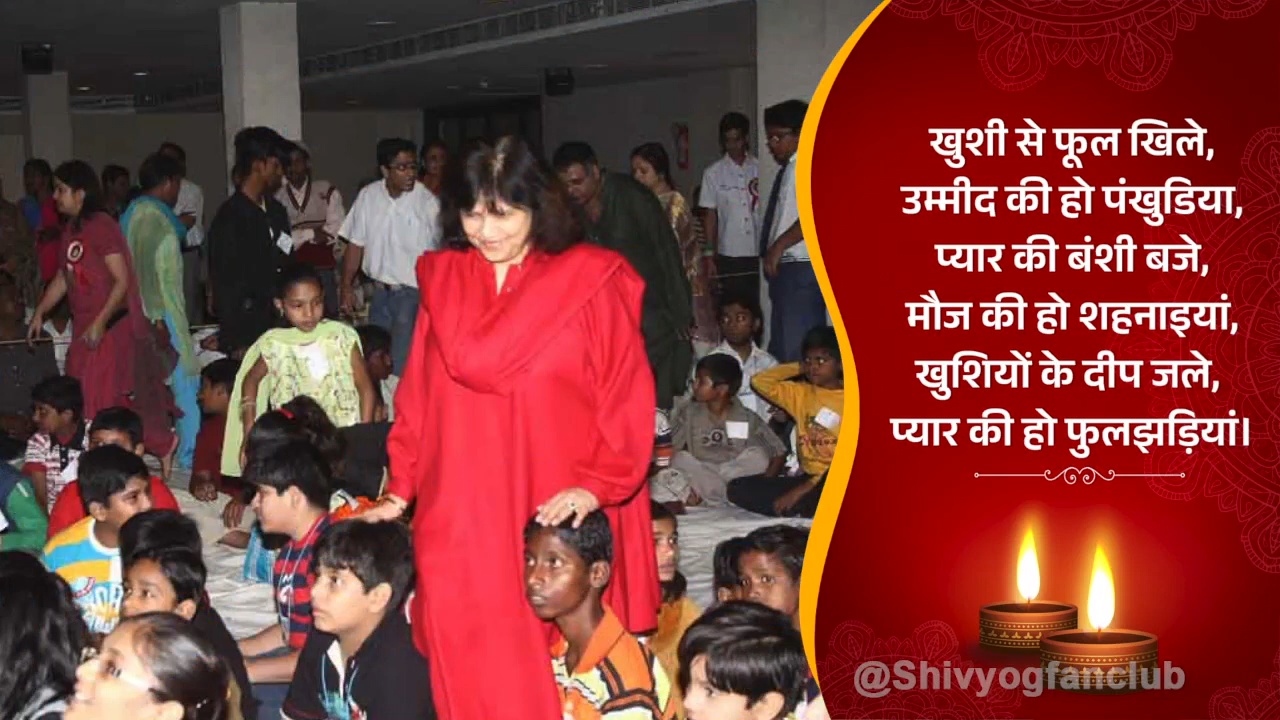 खुशी से फूल खिले,
उम्मीद की हो पंखुडिया,
प्यार की बंशी बजे,
मौज की हो शहनाइयां,
खुशियों के दीप जले,
प्यार की हो फुलझड़ियां।
@Shivyogfanclub